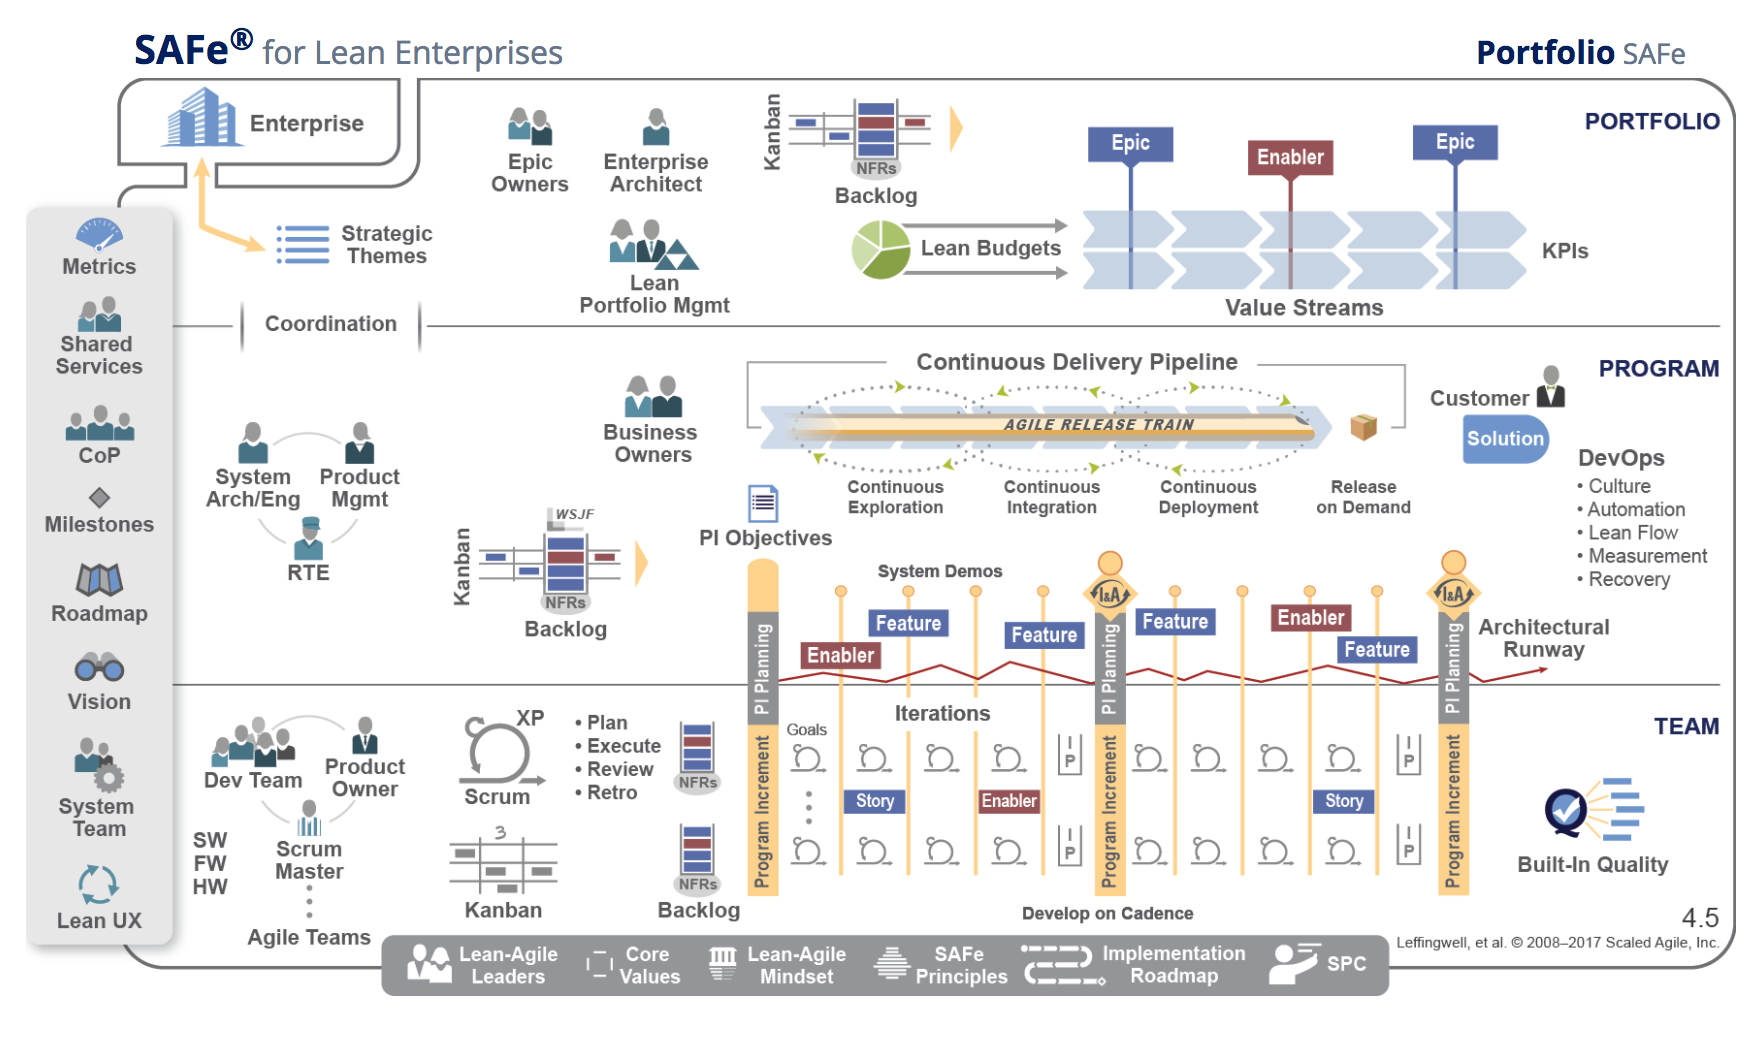 SAFe® for Lean Enterprises
Portfolio SAFe
Enterprise
Strategic
Themes
Epic
Owners
Enterprise
Architect
Lean
Portfolio Mgmt
Kanban
NFRs
Backlog
Lean Budgets
Epic
Enabler
Epic
KPIs
Value Streams
PORTFOLIO
Metrics
Shared
Services
CoP
Milestones
Roadmap
Vision
System
Team
Lean UX
Coordination
PROGRAM
System
Arch/Eng
Product
Mgmt
RTE
Business
Owners
Kanban
WSJF
NFRs
Backlog
PI Objectives
Continuous Delivery Pipeline
AGILE RELEASE TRAIN
Continuous
Exploration
Continuous
Integration
Continuous
Deployment
Release
on Demand
Customer
Solution
DevOps
• Culture
• Automation
• Lean Flow
• Measurement
• Recovery
System Demos
I&A
I&A
Enabler
Feature
Feature
Feature
Enabler
Feature
Architectural
Runway
PI Planning
PI Planning
PI Planning
TEAM
Dev Team
Product
Owner
Scrum
Master
SW
FW
HW
Agile Teams
XP
Scrum
• Plan
• Execute
• Review
• Retro
3
Kanban
NFRs
NFRs
Backlog
Program Increment
Program Increment
Program Increment
Iterations
Goals
I
P
I
P
Story
Enabler
Story
I
P
I
P
Develop on Cadence
Built-In Quality
4.5
Leffingwell, et al. © 2008–2017 Scaled Agile, Inc.
Lean-Agile
Leaders
Core
Values
Lean-Agile
Mindset
SAFe
Principles
Implementation
Roadmap
SPC